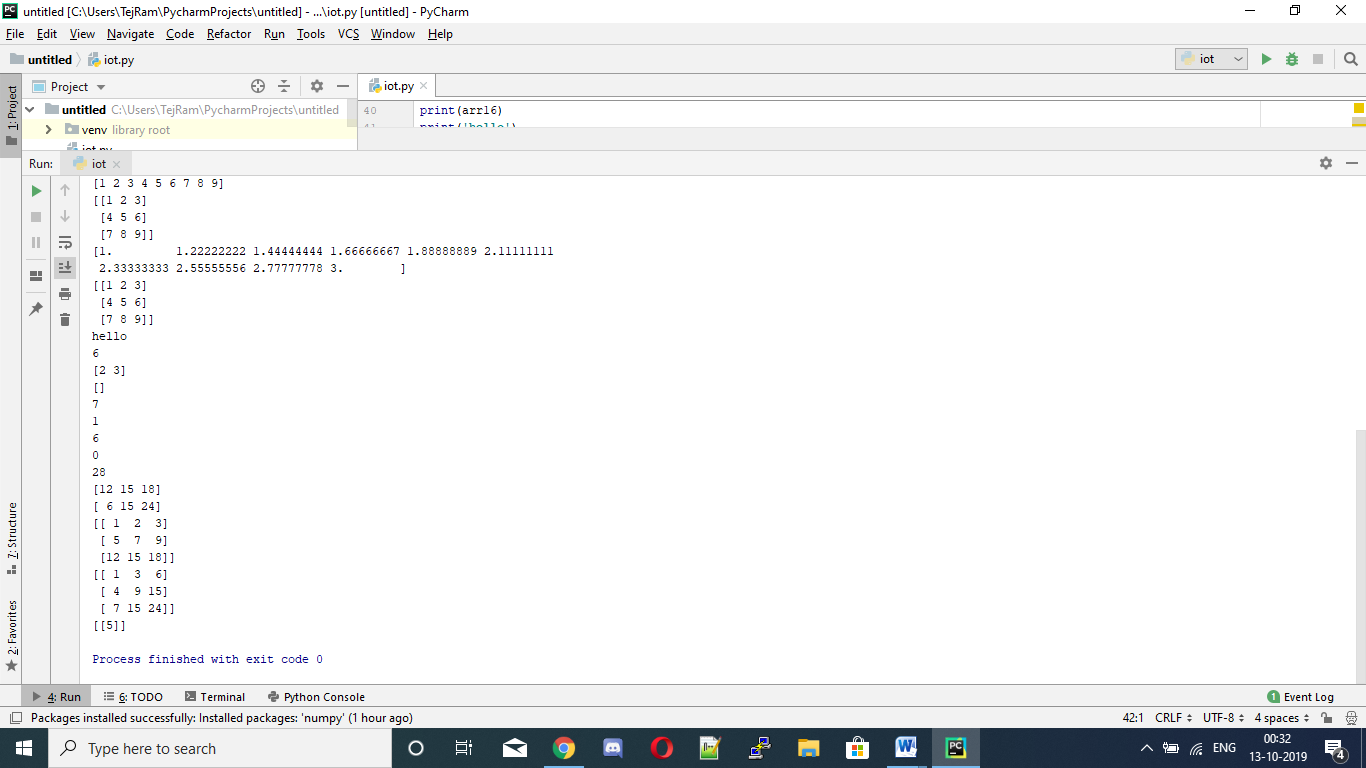 untitled [C:\Users\TejRam\PycharmProjects\untitled] - ...\iot.py [untitled] - PyCharm
File Edit View Navigate Code Refactor Run Tools VCS Window Help
untitled iot.py
iot
1: Project
Project
iot.py
untitled C:\Users\TejRam\PycharmProjects\untitled
venv library root
iot.py
40 print(arr16)
41 print('hello')
Run: iot
[1 2 3 4 5 6 7 8 9]
[[1 2 3]
 [4 5 6]
 [7 8 9]]
[1.         1.22222222 1.44444444 1.66666667 1.88888889 2.11111111
 2.33333333 2.55555556 2.77777778 3.        ]
[[1 2 3]
 [4 5 6]
 [7 8 9]]
hello
6
[2 3]
[]
7
1
6
0
28
[12 15 18]
[ 6 15 24]
[[ 1  2  3]
 [ 5  7  9]
 [12 15 18]]
[[ 1  3  6]
 [ 4  9 15]
 [ 7 15 24]]
[[5]]
Process finished with exit code 0
7: Structure
2: Favorites
4: Run 6: TODO Terminal Python Console 1 Event Log
Packages installed successfully: Installed packages: 'numpy' (1 hour ago) 42:1 CRLF UTF-8 4 spaces
Type here to search
ENG
00:32
13-10-2019
4